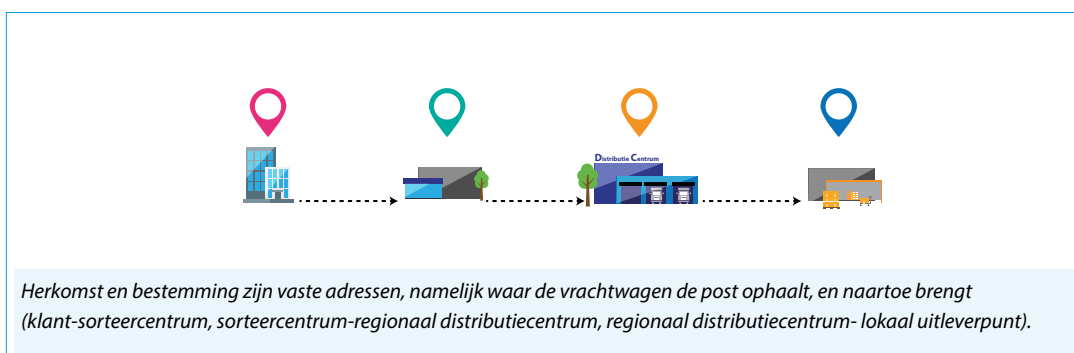 Distributie Centrum
Herkomst en bestemming zijn vaste adressen, namelijk waar de vrachtwagen de post ophaalt, en naartoe brengt
(klant-sorteercentrum, sorteercentrum-regionaal distributiecentrum, regionaal distributiecentrum- lokaal uitleverpunt).